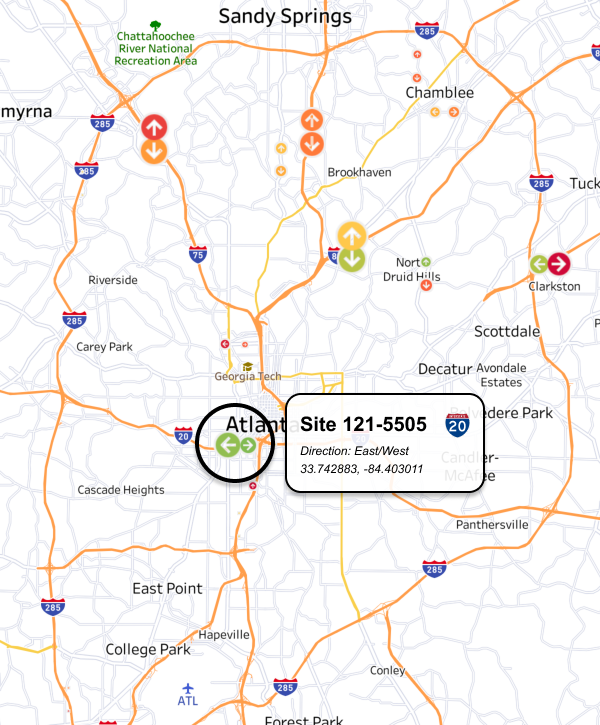 Sandy Springs
Chattahoochee
River National
Recreation Area
myrna
285
285
Chamblee
285
285
Tuck
Brookhaven
75
8
Nort
Druid Hills
Clarkston
Riverside
285
Scottdale
Carey Park
Georgia Tech
Decatur
Avondale
Estates
Atlant
Site 121-5505
20
Direction: East/West
33.742883, -84.403011
edere Park
20
Candler-
McAfee
Cascade Heights
Panthersville
285
East Point
285
Hapeville
College Park
Conley
ATL
285
Forest Park